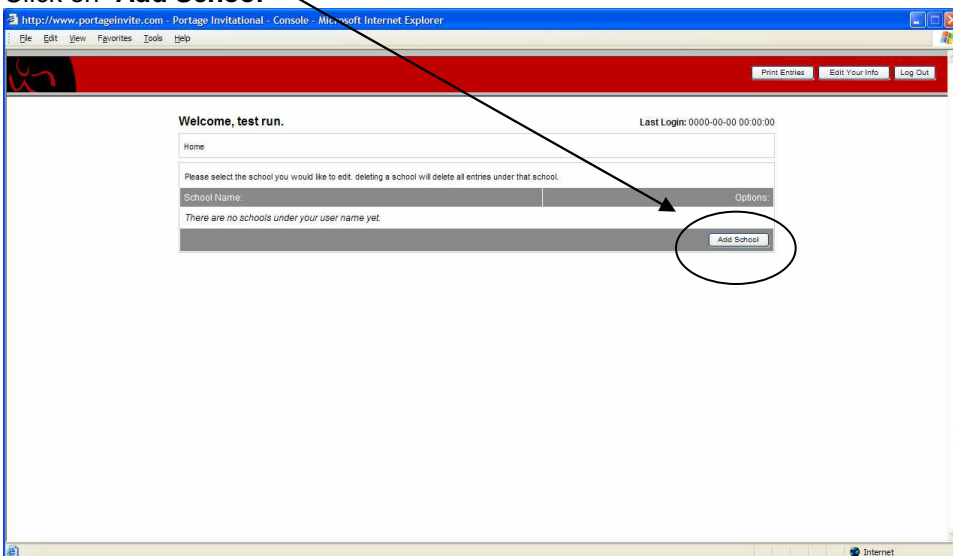 Click on "Add School"
http://www.portageinvite.com - Portage Invitational - Console - Microsoft Internet Explorer
File Edit View Favorites Tools Help
Print Entries Edit Your Info Log Out
Welcome, test run. Last Login: 0000-00-00 00:00:00
Home
Please select the school you would like to edit. deleting a school will delete all entries under that school.
School Name: Options:
There are no schools under your user name yet.
Add School
Internet